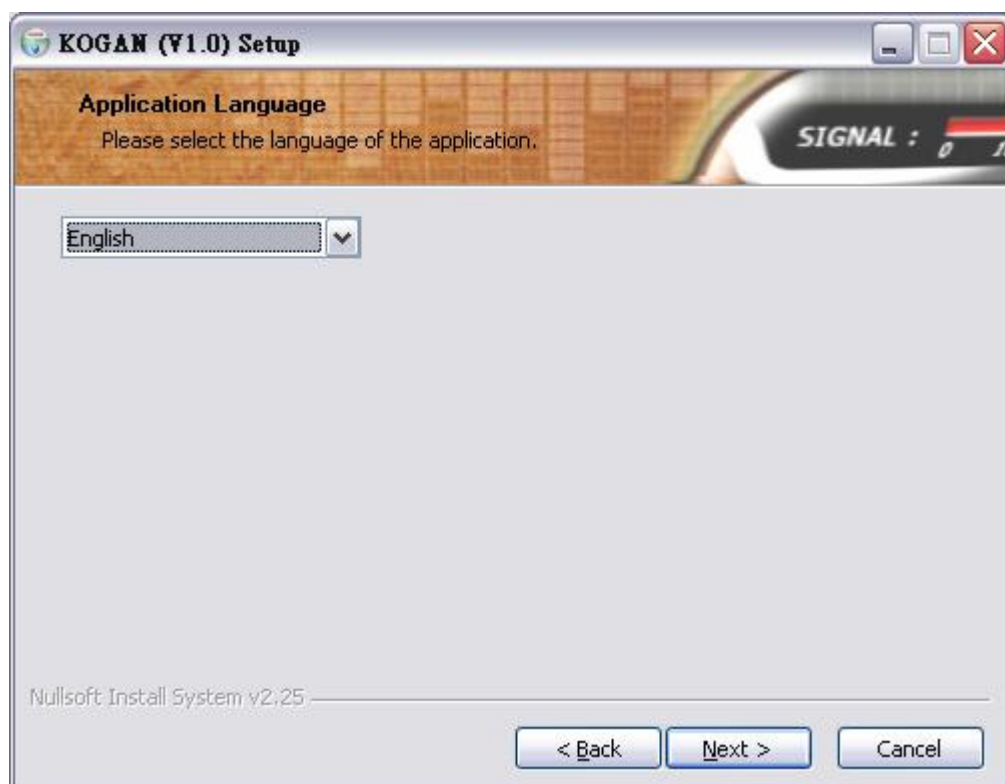 KOGAN (V1.0) Setup
Application Language
Please select the language of the application.
SIGNAL :
0
English
Nullsoft Install System v2.25
< Back
Next >
Cancel